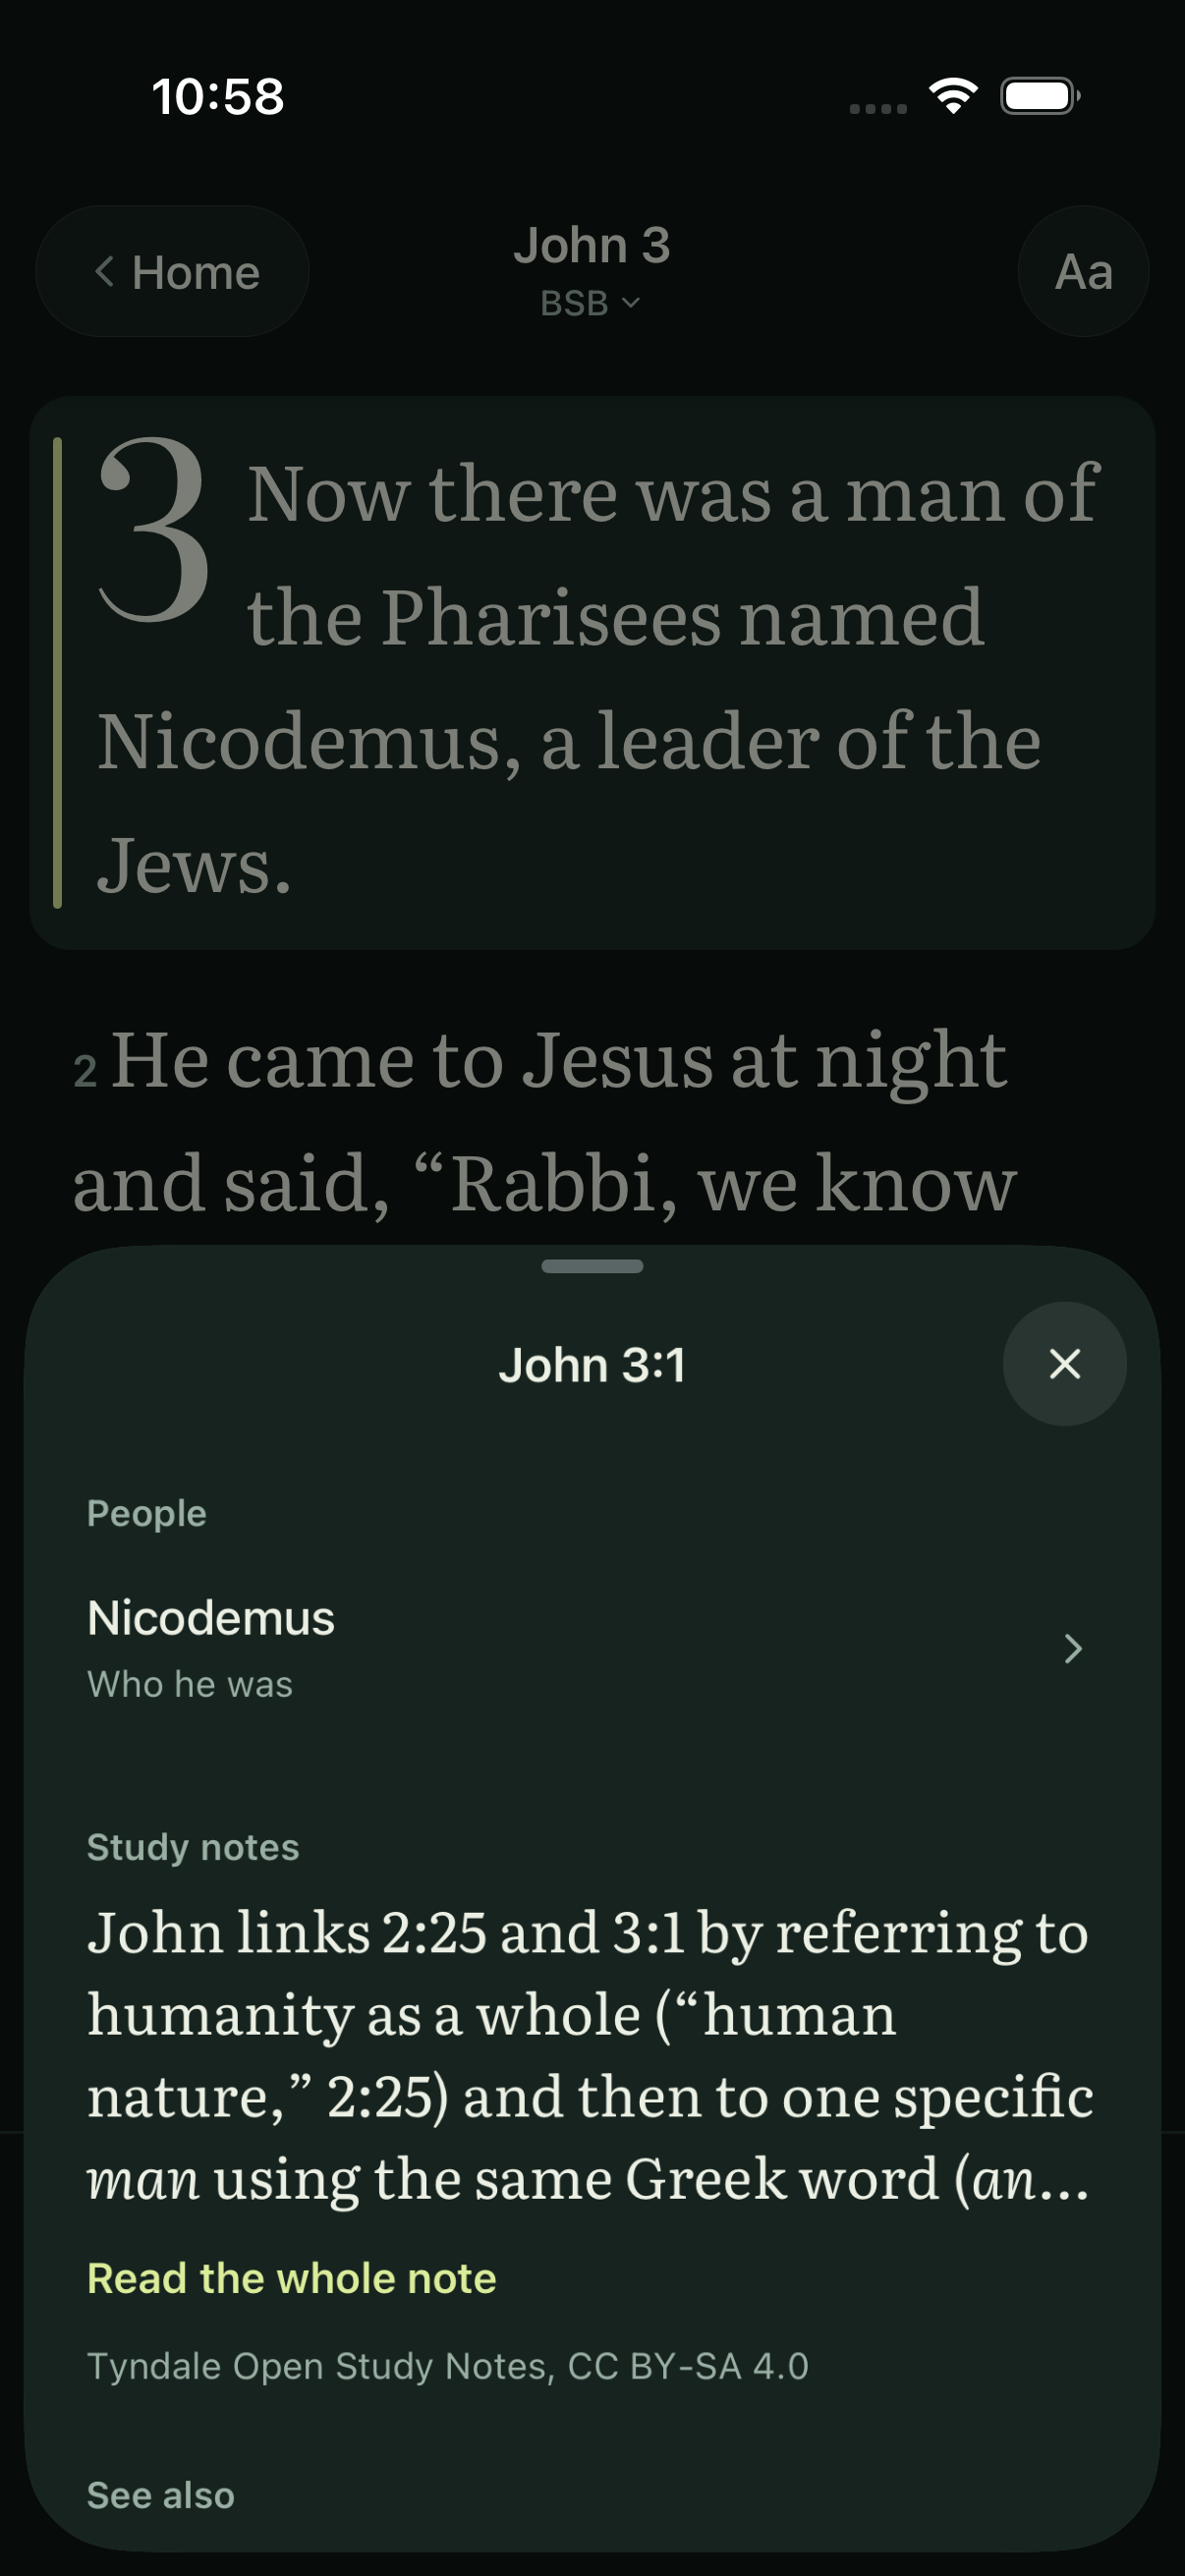 10:58
Home
John 3
BSB
Aa
3 Now there was a man of
the Pharisees named
Nicodemus, a leader of the
Jews.
2 He came to Jesus at night
and said, “Rabbi, we know
John 3:1
People
Nicodemus
Who he was
Study notes
John links 2:25 and 3:1 by referring to
humanity as a whole (“human
nature,” 2:25) and then to one specific
man using the same Greek word (an…
Read the whole note
Tyndale Open Study Notes, CC BY-SA 4.0
See also